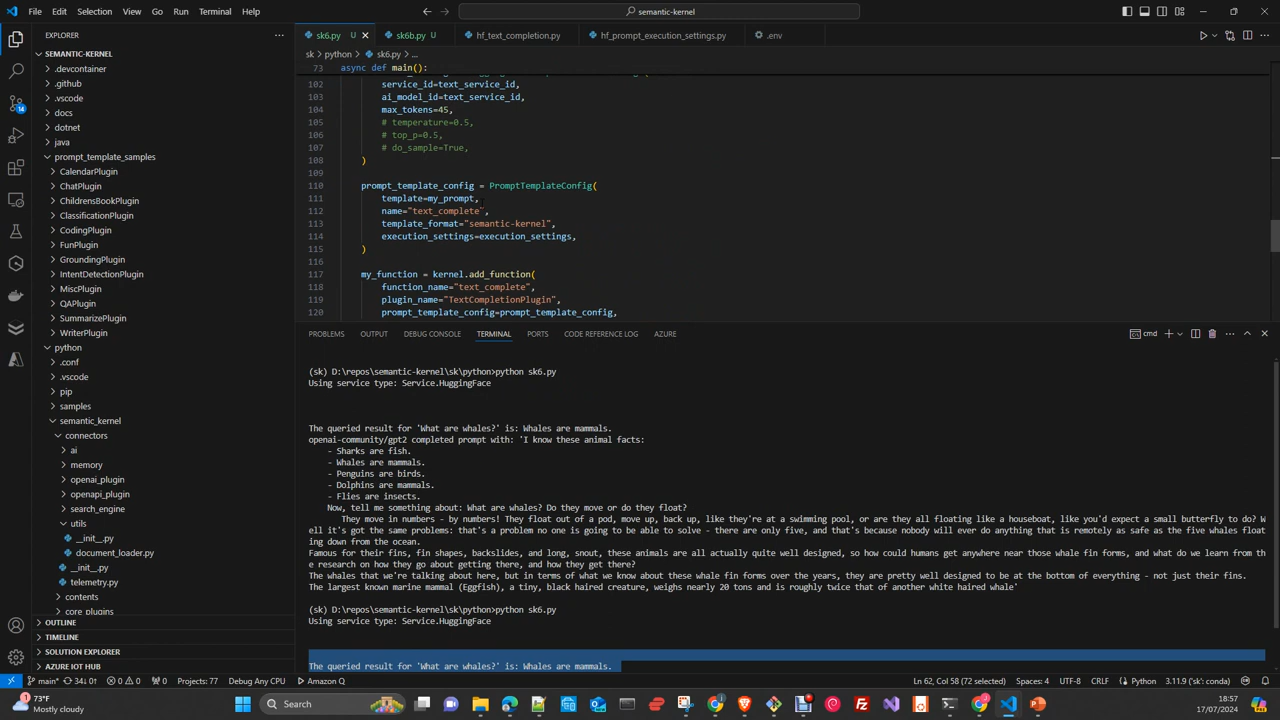 File Edit Selection View Go Run Terminal Help
semantic-kernel
EXPLORER
SEMANTIC-KERNEL
.devcontainer
.github
.vscode
docs
dotnet
java
prompt_template_samples
CalendarPlugin
ChatPlugin
ChildrensBookPlugin
ClassificationPlugin
CodingPlugin
FunPlugin
GroundingPlugin
IntentDetectionPlugin
MiscPlugin
QAPlugin
SummarizePlugin
WriterPlugin
python
.conf
.vscode
pip
samples
semantic_kernel
connectors
ai
memory
openai_plugin
openapi_plugin
search_engine
utils
__init__.py
document_loader.py
__init__.py
telemetry.py
contents
core_plugins
OUTLINE
TIMELINE
SOLUTION EXPLORER
AZURE IOT HUB
14
sk6.py U
sk6b.py U
hf_text_completion.py
hf_prompt_execution_settings.py
.env
sk > python > sk6.py > ...
73 async def main():
102 service_id=text_service_id,
103 ai_model_id=text_service_id,
104 max_tokens=45,
105 # temperature=0.5,
106 # top_p=0.5,
107 # do_sample=True,
108 )
109
110 prompt_template_config = PromptTemplateConfig(
111 template=my_prompt,
112 name="text_complete",
113 template_format="semantic-kernel",
114 execution_settings=execution_settings,
115 )
116
117 my_function = kernel.add_function(
118 function_name="text_complete",
119 plugin_name="TextCompletionPlugin",
120 prompt_template_config=prompt_template_config,
PROBLEMS OUTPUT DEBUG CONSOLE TERMINAL PORTS CODE REFERENCE LOG AZURE
cmd
(sk) D:\repos\semantic-kernel\sk\python>python sk6.py
Using service type: Service.HuggingFace
The queried result for 'What are whales?' is: Whales are mammals.
openai-community/gpt2 completed prompt with: 'I know these animal facts:
- Sharks are fish.
- Whales are mammals.
- Penguins are birds.
- Dolphins are mammals.
- Flies are insects.
Now, tell me something about: What are whales? Do they move or do they float?
They move in numbers - by numbers! They float out of a pod, move up, back up, like they're at a swimming pool, or are they all floating like a houseboat, like you'd expect a small butterfly to do? W
ell it's got the same problems: that's a problem no one is going to be able to solve - there are only five, and that's because nobody will ever do anything that is remotely as safe as the five whales float
ing down from the ocean.
Famous for their fins, fin shapes, backslides, and long, snout, these animals are all actually quite well designed, so how could humans get anywhere near those whale fin forms, and what do we learn from th
e research on how they go about getting there, and how they get there?
The whales that we're talking about here, but in terms of what we know about these whale fin forms over the years, they are pretty well designed to be at the bottom of everything - not just their fins.
The largest known marine mammal (Eggfish), a tiny, black haired creature, weighs nearly 20 tons and is roughly twice that of another white haired whale'
(sk) D:\repos\semantic-kernel\sk\python>python sk6.py
Using service type: Service.HuggingFace
The queried result for 'What are whales?' is: Whales are mammals.
main* 34↓ 0↑ 0 0 0 Projects: 77 Debug Any CPU Amazon Q
Ln 62, Col 58 (72 selected) Spaces: 4 UTF-8 CRLF Python 3.11.9 ('sk': conda)
73°F
Mostly cloudy
Search
18:57
17/07/2024